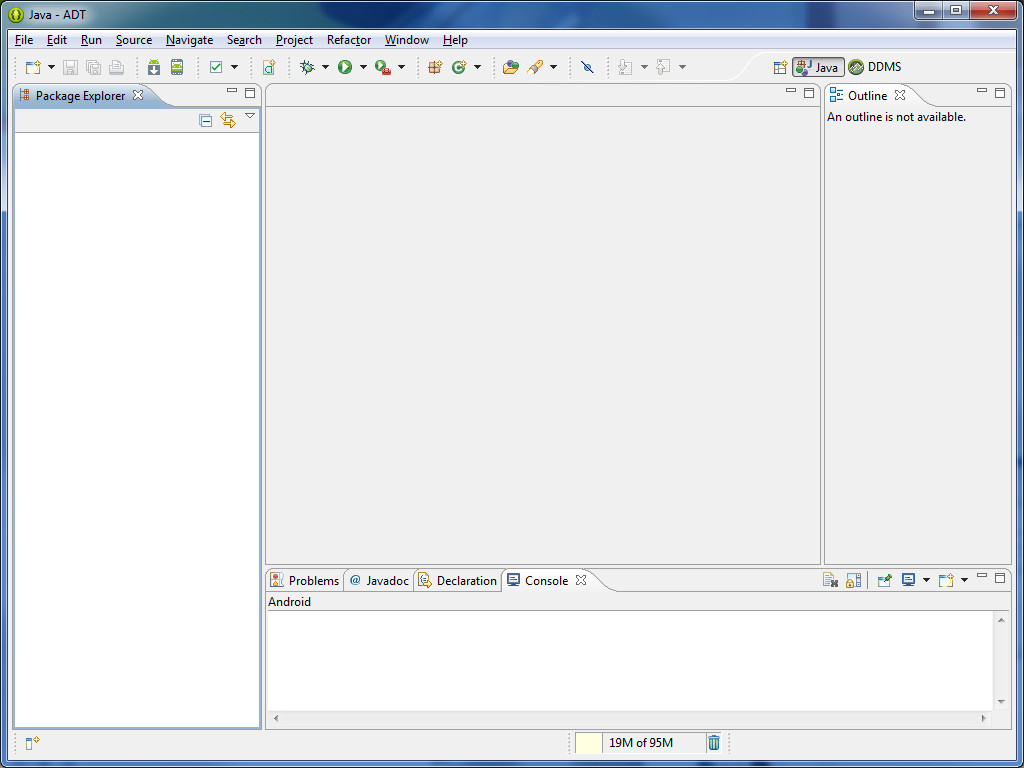 Java - ADT
File Edit Run Source Navigate Search Project Refactor Window Help
Java DDMS
Package Explorer
Outline
An outline is not available.
Problems @ Javadoc Declaration Console
Android
19M of 95M